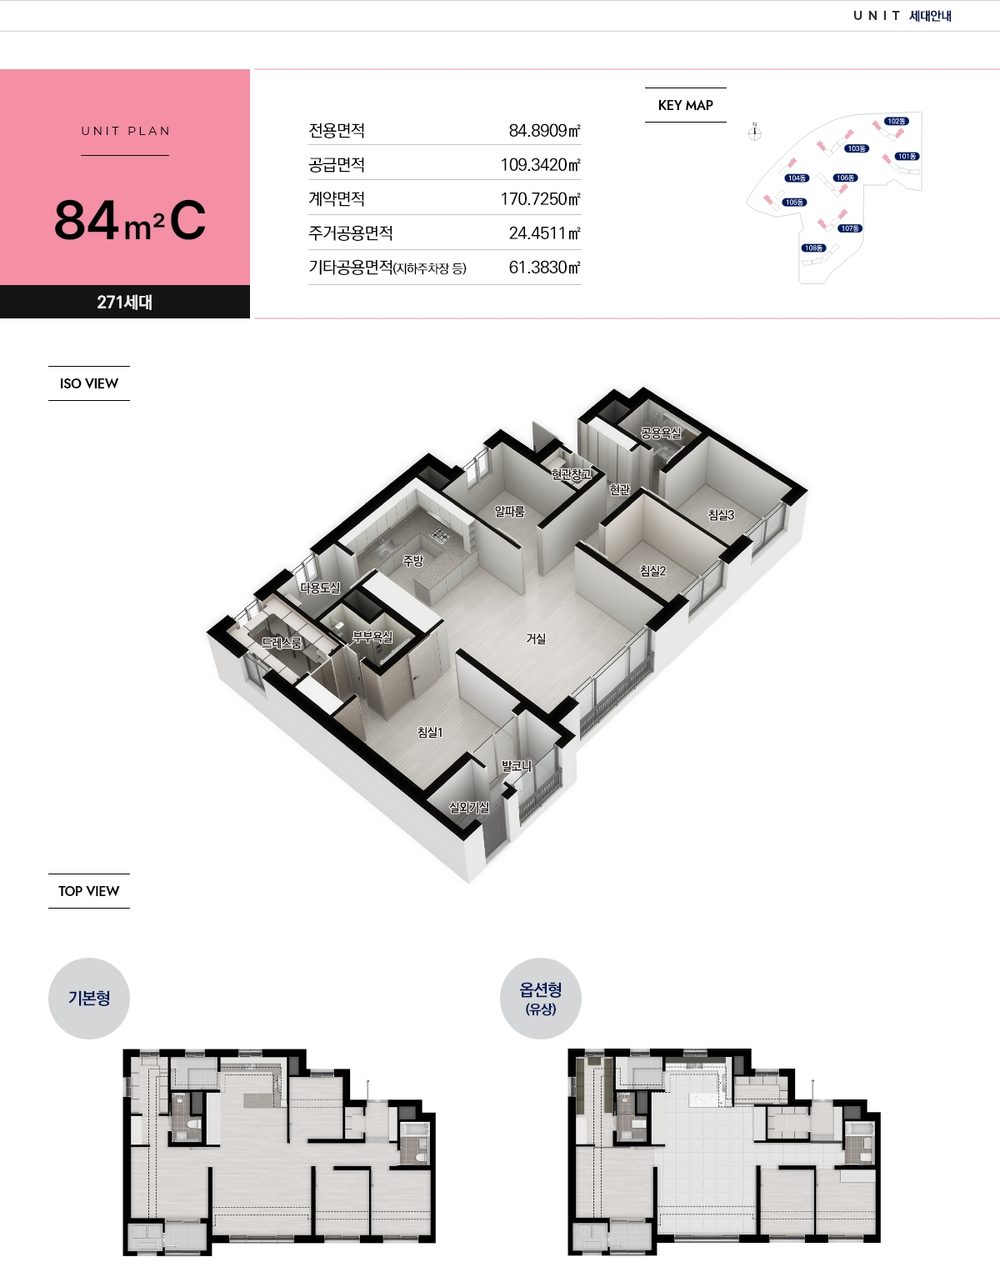 UNIT 세대안내
UNIT PLAN
84m²C
271세대
전용면적 84.8909㎡
공급면적 109.3420㎡
계약면적 170.7250㎡
주거공용면적 24.4511㎡
기타공용면적(지하주차장 등) 61.3830㎡
KEY MAP
N
102동
103동
101동
104동
106동
105동
107동
108동
ISO VIEW
공용욕실
현관창고
현관
알파룸
침실3
주방
침실2
다용도실
드레스룸
부부욕실
거실
침실1
발코니
실외기실
TOP VIEW
기본형
옵션형
(유상)